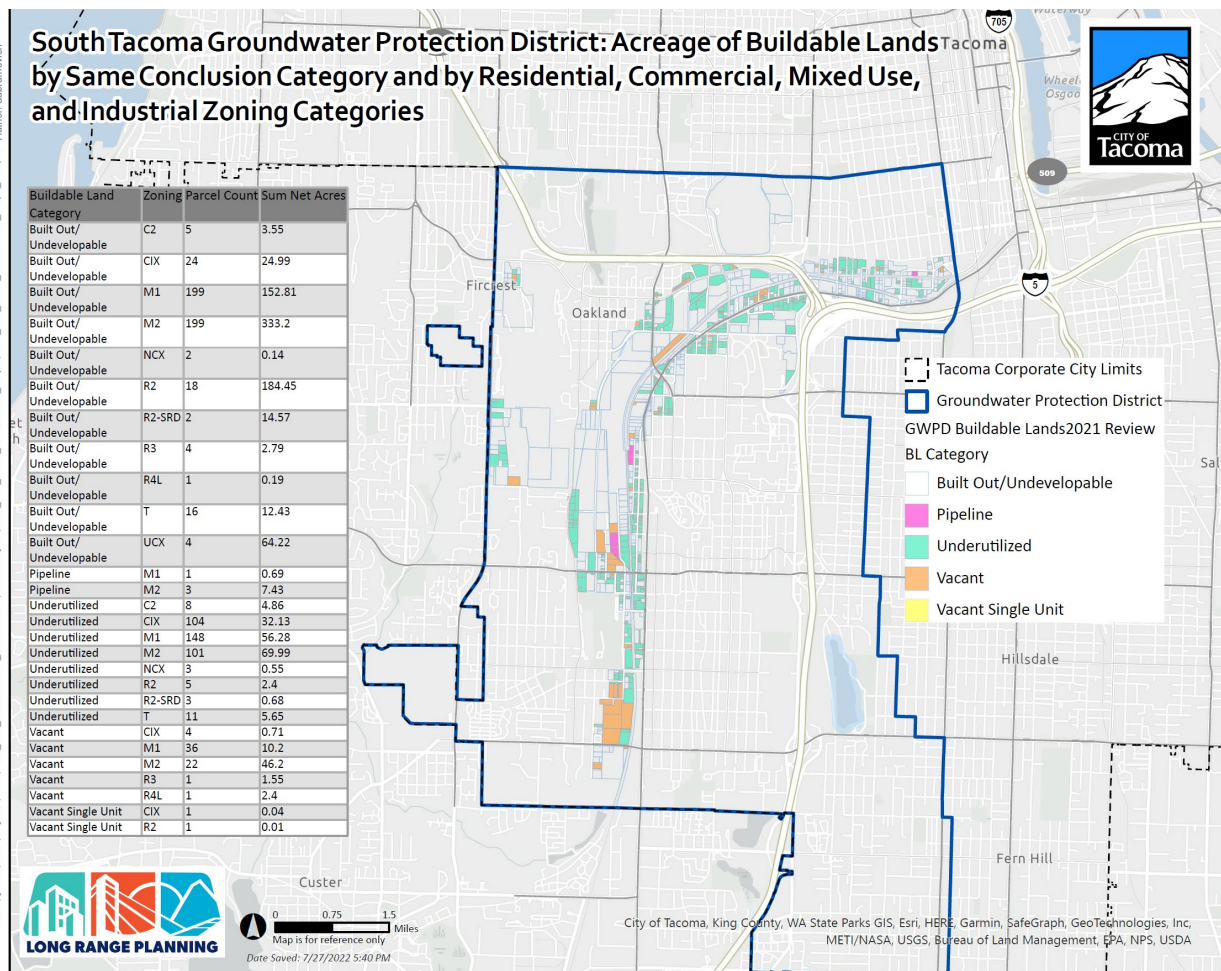 South Tacoma Groundwater Protection District: Acreage of Buildable Lands
by Same Conclusion Category and by Residential, Commercial, Mixed Use,
and Industrial Zoning Categories
705
Tacoma
CITY OF
Tacoma
509
5
Buildable Land Category Zoning Parcel Count Sum Net Acres
Built Out/ Undevelopable C2 5 3.55
Built Out/ Undevelopable CIX 24 24.99
Built Out/ Undevelopable M1 199 152.81
Built Out/ Undevelopable M2 199 333.2
Built Out/ Undevelopable NCX 2 0.14
Built Out/ Undevelopable R2 18 184.45
Built Out/ Undevelopable R2-SRD 2 14.57
Built Out/ Undevelopable R3 4 2.79
Built Out/ Undevelopable R4L 1 0.19
Built Out/ Undevelopable T 16 12.43
Built Out/ Undevelopable UCX 4 64.22
Pipeline M1 1 0.69
Pipeline M2 3 7.43
Underutilized C2 8 4.86
Underutilized CIX 104 32.13
Underutilized M1 148 56.28
Underutilized M2 101 69.99
Underutilized NCX 3 0.55
Underutilized R2 5 2.4
Underutilized R2-SRD 3 0.68
Underutilized T 11 5.65
Vacant CIX 4 0.71
Vacant M1 36 10.2
Vacant M2 22 46.2
Vacant R3 1 1.55
Vacant R4L 1 2.4
Vacant Single Unit CIX 1 0.04
Vacant Single Unit R2 1 0.01
Fircrest
Oakland
Tacoma Corporate City Limits
Groundwater Protection District
GWPD Buildable Lands2021 Review
BL Category
Built Out/Undevelopable
Pipeline
Underutilized
Vacant
Vacant Single Unit
Hillsdale
Fern Hill
Custer
LONG RANGE PLANNING
0 0.75 1.5
Miles
Map is for reference only
Date Saved: 7/27/2022 5:40 PM
City of Tacoma, King County, WA State Parks GIS, Esri, HERE, Garmin, SafeGraph, GeoTechnologies, Inc,
METI/NASA, USGS, Bureau of Land Management, EPA, NPS, USDA